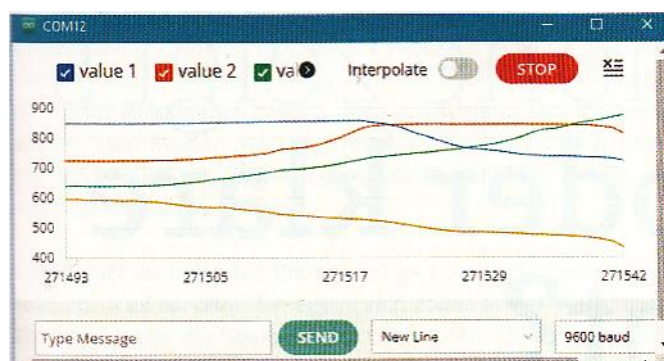 COM12
value 1 value 2 val
Interpolate STOP
900
800
700
600
500
400
271493 271505 271517 271529 271542
Type Message SEND New Line 9600 baud